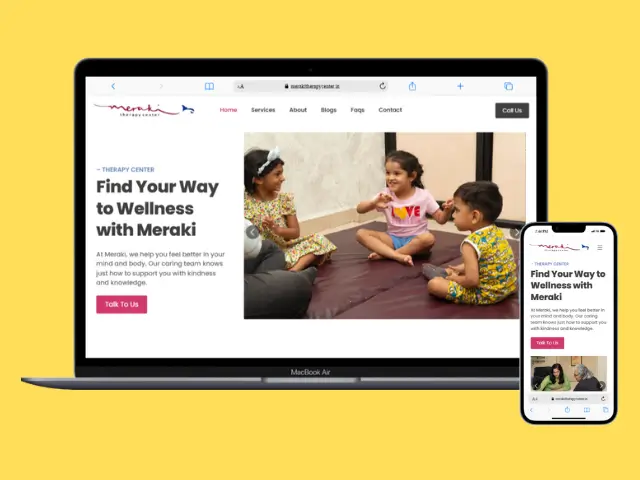 AA merakitherapycenter.in
meraki
therapy center
Home Services About Blogs Faqs Contact Call Us
– THERAPY CENTER
Find Your Way
to Wellness
with Meraki
At Meraki, we help you feel better in your
mind and body. Our caring team knows
just how to support you with kindness
and knowledge.
Talk To Us
LOVE
MacBook Air
meraki
- THERAPY CENTER
Find Your Way to
Wellness with
Meraki
At Meraki, we help you feel better in
your mind and body. Our caring team
knows just how to support you
with kindness and knowledge.
Talk To Us
AA merakitherapycenter.in